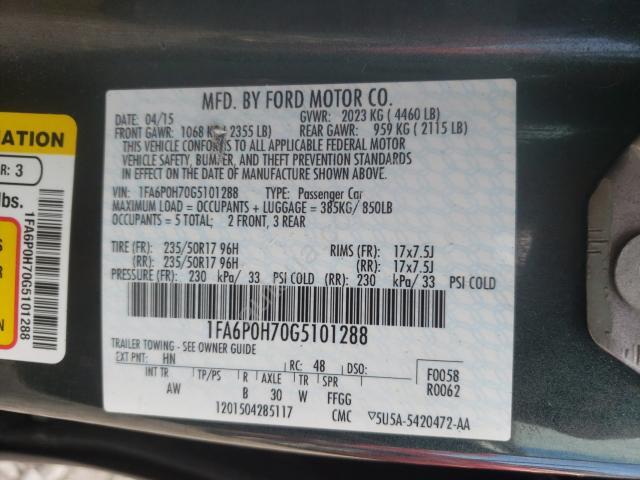 MFD. BY FORD MOTOR CO.
DATE: 04/15 GVWR: 2023 KG ( 4460 LB)
FRONT GAWR: 1068 KG 2355 LB) REAR GAWR: 959 KG ( 2115 LB)
THIS VEHICLE CONFORMS TO ALL APPLICABLE FEDERAL MOTOR
VEHICLE SAFETY, BUMPER, AND THEFT PREVENTION STANDARDS
IN EFFECT ON THE DATE OF MANUFACTURE SHOWN ABOVE.
VIN: 1FA6P0H70G5101288 TYPE: Passenger Car
MAXIMUM LOAD = OCCUPANTS + LUGGAGE = 385KG/ 850LB
OCCUPANTS = 5 TOTAL: 2 FRONT, 3 REAR
TIRE (FR): 235/50R17 96H RIMS (FR): 17x7.5J
(RR): 235/50R17 96H (RR): 17x7.5J
PRESSURE (FR): 230 kPa/ 33 PSI COLD (RR): 230 kPa/33 PSI COLD
1FA6P0H70G5101288
TRAILER TOWING - SEE OWNER GUIDE
EXT PNT: HN RC: 48 DSO: F0058
INT TR TP/PS R AXLE TR SPR R0062
AW B 30 W FFGG
1201504285117 CMC ▽5U5A-5420472-AA
MATION
R: 3
lbs.
1FA6P0H70G5101288